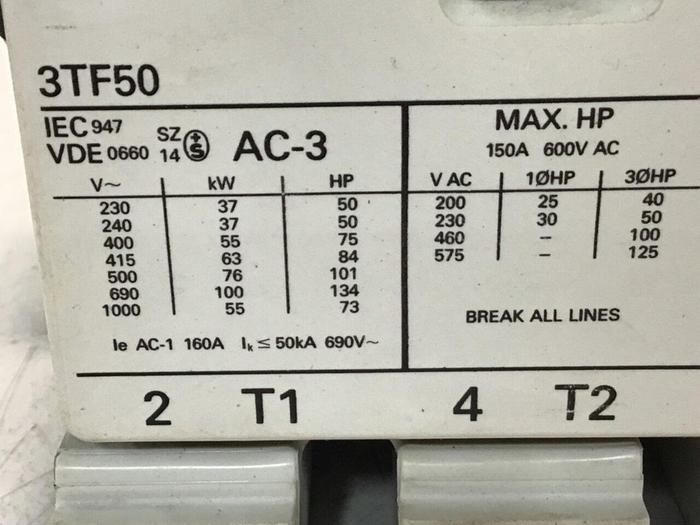 3TF50
IEC 947
VDE 0660
SZ
14
+
S
AC-3
V~ kW HP
230 37 50
240 37 50
400 55 75
415 63 84
500 76 101
690 100 134
1000 55 73
Ie AC-1 160A Ik ≤ 50kA 690V~
MAX. HP
150A 600V AC
V AC 1ØHP 3ØHP
200 25 40
230 30 50
460 – 100
575 – 125
BREAK ALL LINES
2 T1 4 T2